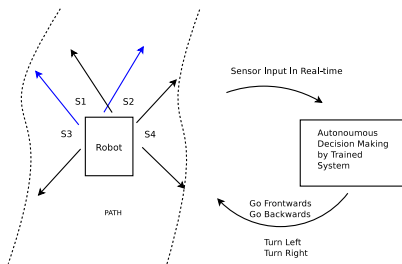 Sensor Input In Real-time
S1
S2
S3
S4
Robot
Autonoumous
Decision Making
by Trained
System
Go Frontwards
Go Backwards
PATH
Turn Left
Turn Right